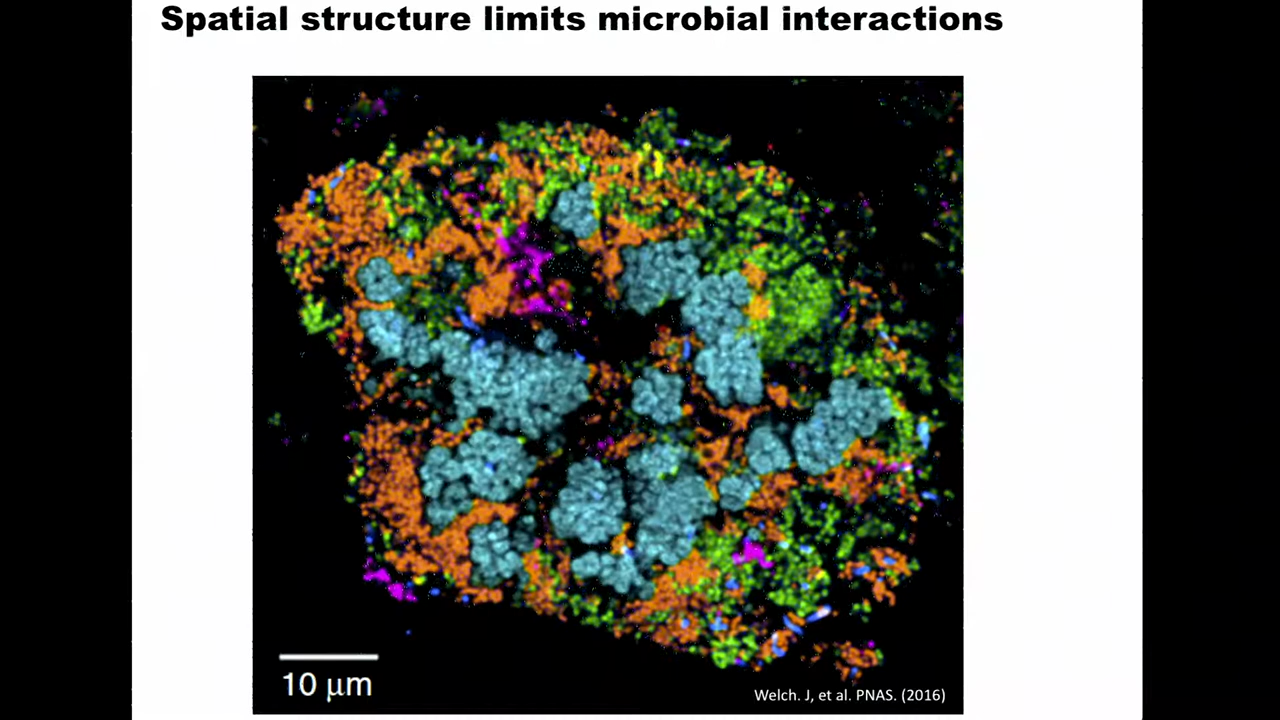 Spatial structure limits microbial interactions
10 μm
Welch. J, et al. PNAS. (2016)